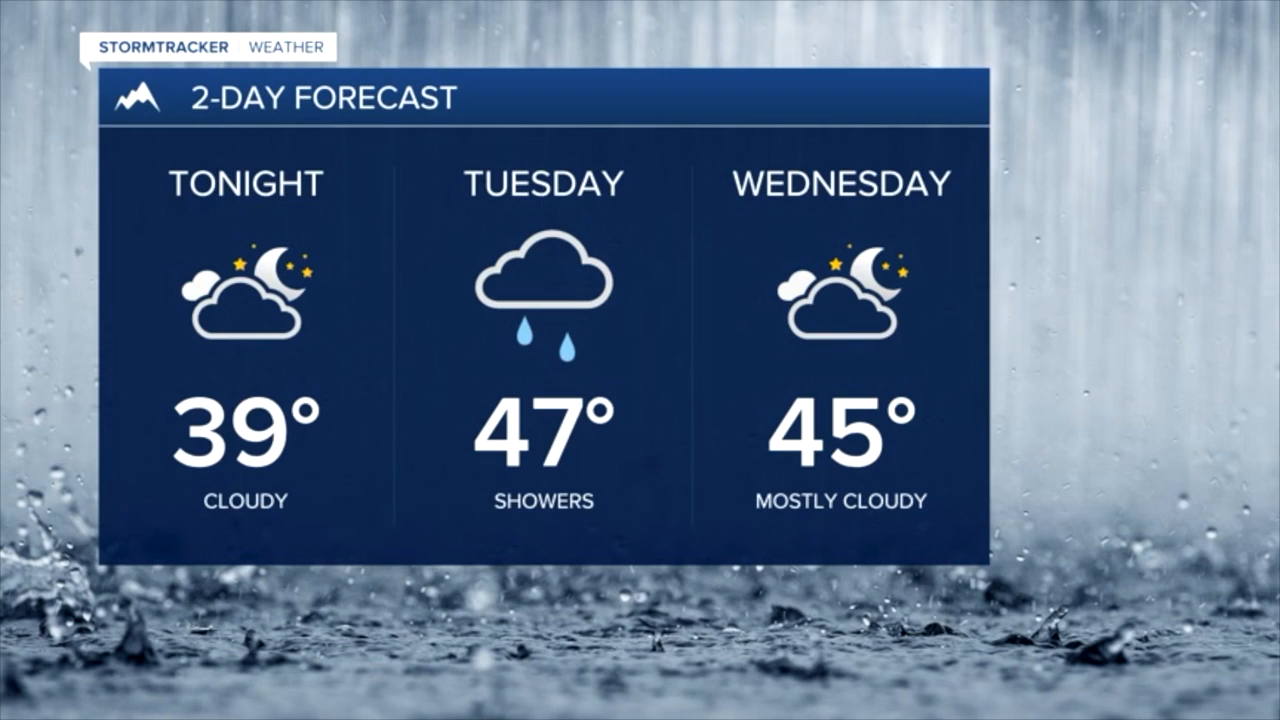 STORMTRACKER WEATHER
2-DAY FORECAST
TONIGHT
39°
CLOUDY
TUESDAY
47°
SHOWERS
WEDNESDAY
45°
MOSTLY CLOUDY